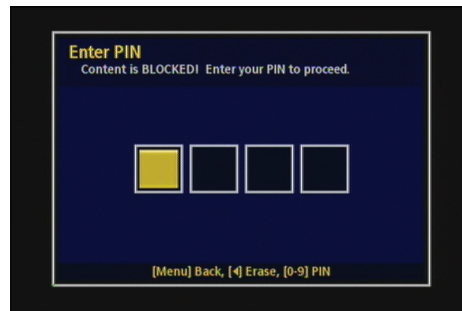 Enter PIN
Content is BLOCKED! Enter your PIN to proceed.
[Menu] Back, [◀] Erase, [0-9] PIN